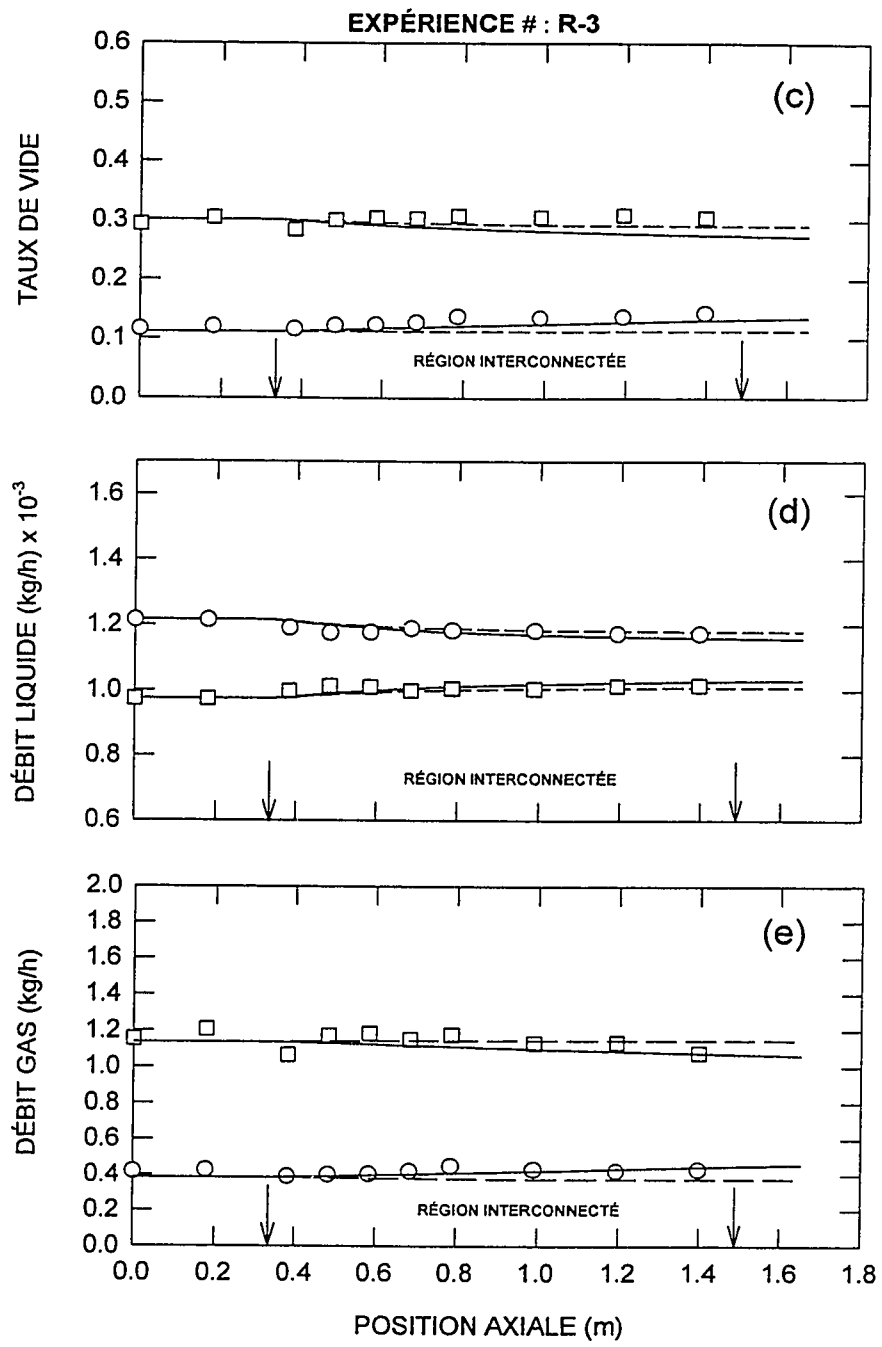 EXPÉRIENCE # : R-3
(c)
TAUX DE VIDE
0.6
0.5
0.4
0.3
0.2
0.1
0.0
RÉGION INTERCONNECTÉE
(d)
DÉBIT LIQUIDE (kg/h) x 10⁻³
1.6
1.4
1.2
1.0
0.8
0.6
RÉGION INTERCONNECTÉE
(e)
DÉBIT GAS (kg/h)
2.0
1.8
1.6
1.4
1.2
1.0
0.8
0.6
0.4
0.2
0.0
RÉGION INTERCONNECTÉ
0.0 0.2 0.4 0.6 0.8 1.0 1.2 1.4 1.6 1.8
POSITION AXIALE (m)